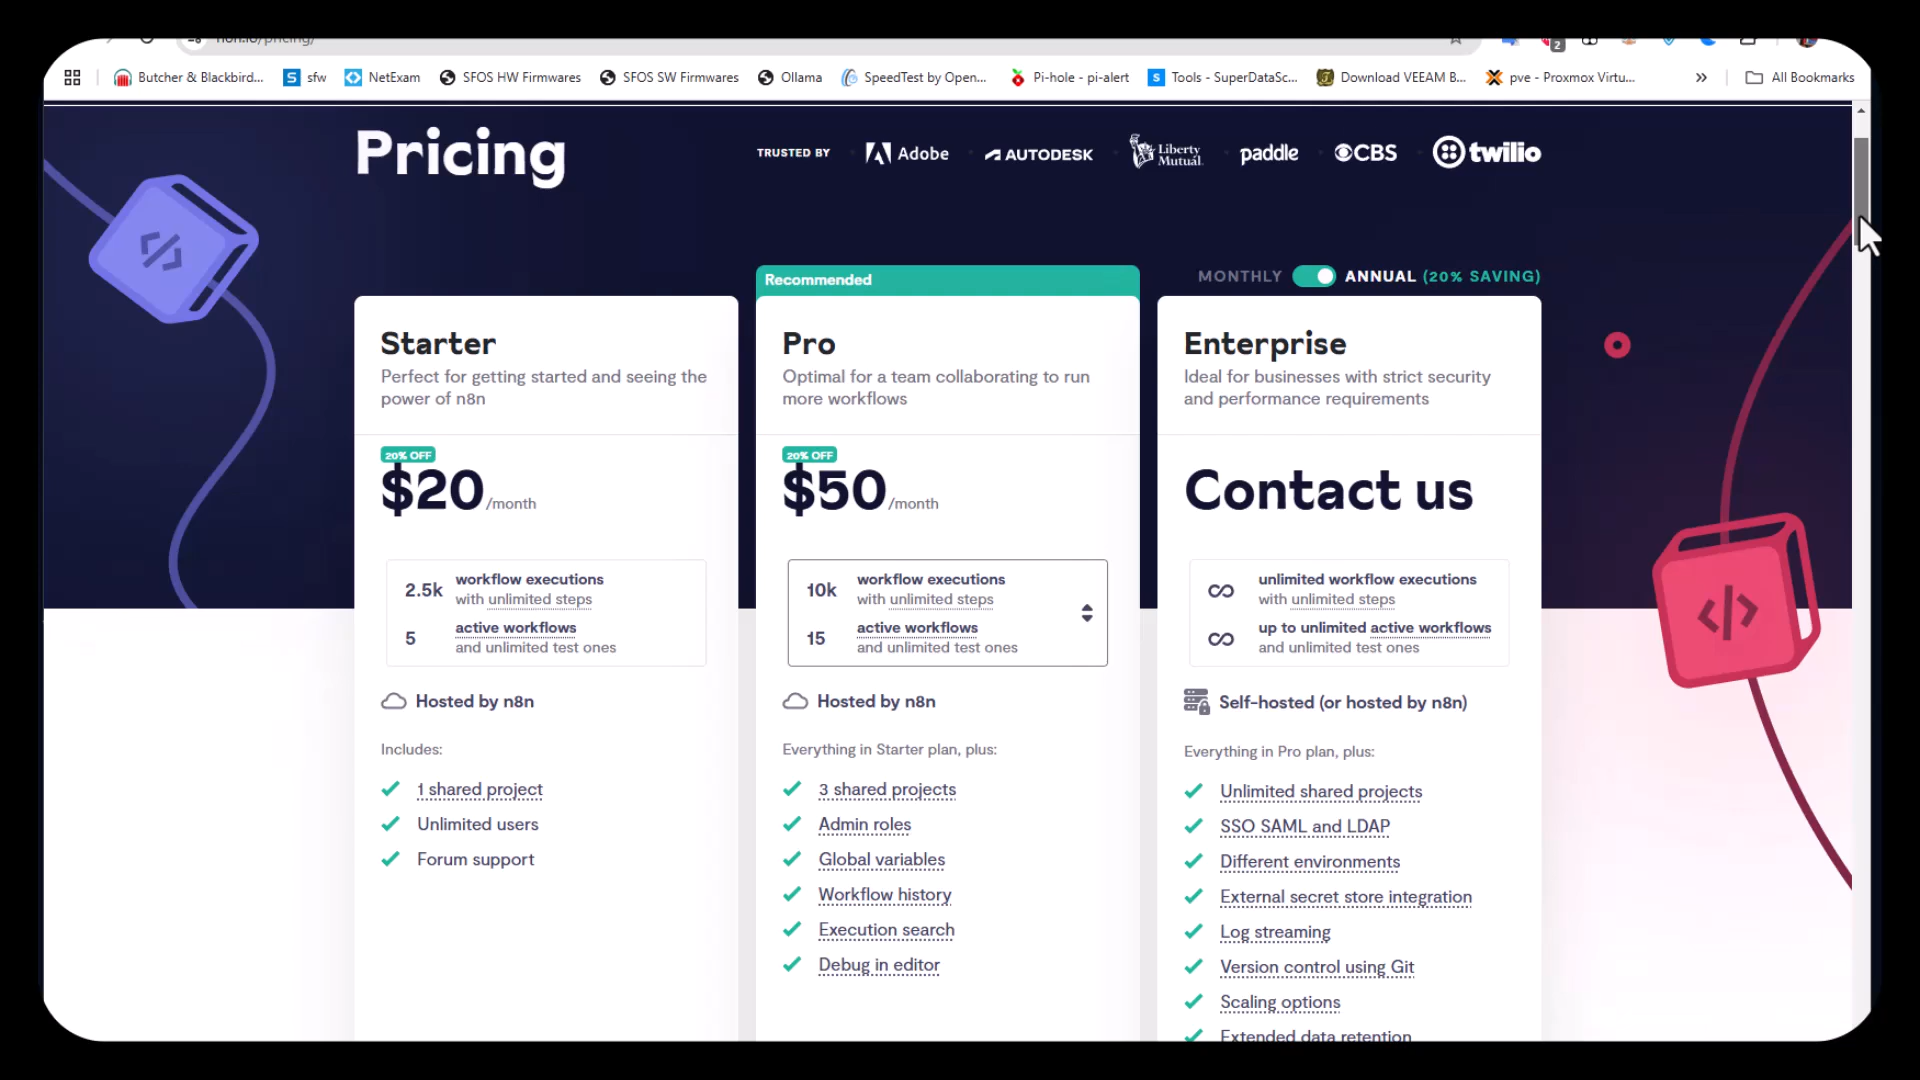 n8n.io/pricing/
2
Butcher & Blackbird...
S sfw
NetExam
SFOS HW Firmwares
SFOS SW Firmwares
Ollama
SpeedTest by Open...
Pi-hole - pi-alert
S Tools - SuperDataSc...
Download VEEAM B...
pve - Proxmox Virtu...
»
All Bookmarks
Pricing
TRUSTED BY
Adobe
AUTODESK
Liberty
Mutual
paddle
CBS
twilio
MONTHLY
ANNUAL (20% SAVING)
Starter
Perfect for getting started and seeing the
power of n8n
20% OFF
$20 /month
2.5k workflow executions
with unlimited steps
5 active workflows
and unlimited test ones
Hosted by n8n
Includes:
1 shared project
Unlimited users
Forum support
Recommended
Pro
Optimal for a team collaborating to run
more workflows
20% OFF
$50 /month
10k workflow executions
with unlimited steps
15 active workflows
and unlimited test ones
Hosted by n8n
Everything in Starter plan, plus:
3 shared projects
Admin roles
Global variables
Workflow history
Execution search
Debug in editor
Enterprise
Ideal for businesses with strict security
and performance requirements
Contact us
∞ unlimited workflow executions
with unlimited steps
∞ up to unlimited active workflows
and unlimited test ones
Self-hosted (or hosted by n8n)
Everything in Pro plan, plus:
Unlimited shared projects
SSO SAML and LDAP
Different environments
External secret store integration
Log streaming
Version control using Git
Scaling options
Extended data retention